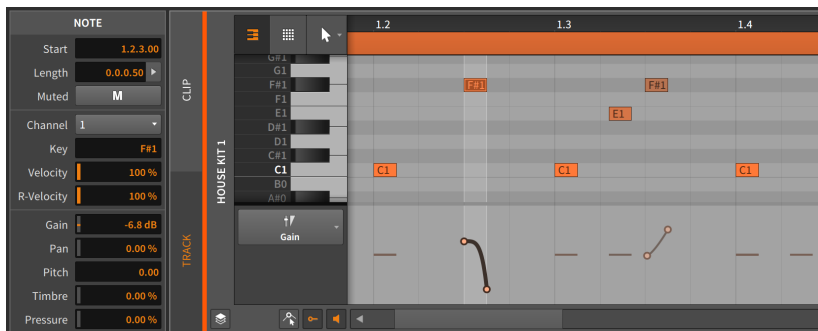 NOTE
Start 1.2.3.00
Length 0.0.0.50
Muted M
Channel 1
Key F#1
Velocity 100 %
R-Velocity 100 %
Gain -6.8 dB
Pan 0.00 %
Pitch 0.00
Timbre 0.00 %
Pressure 0.00 %
CLIP
TRACK
HOUSE KIT 1
1.2 1.3 1.4
G#1
G1
F#1 F#1 F#1
F1
E1 E1
D#1
D1
C#1
C1 C1 C1 C1
B0
A#0
Gain